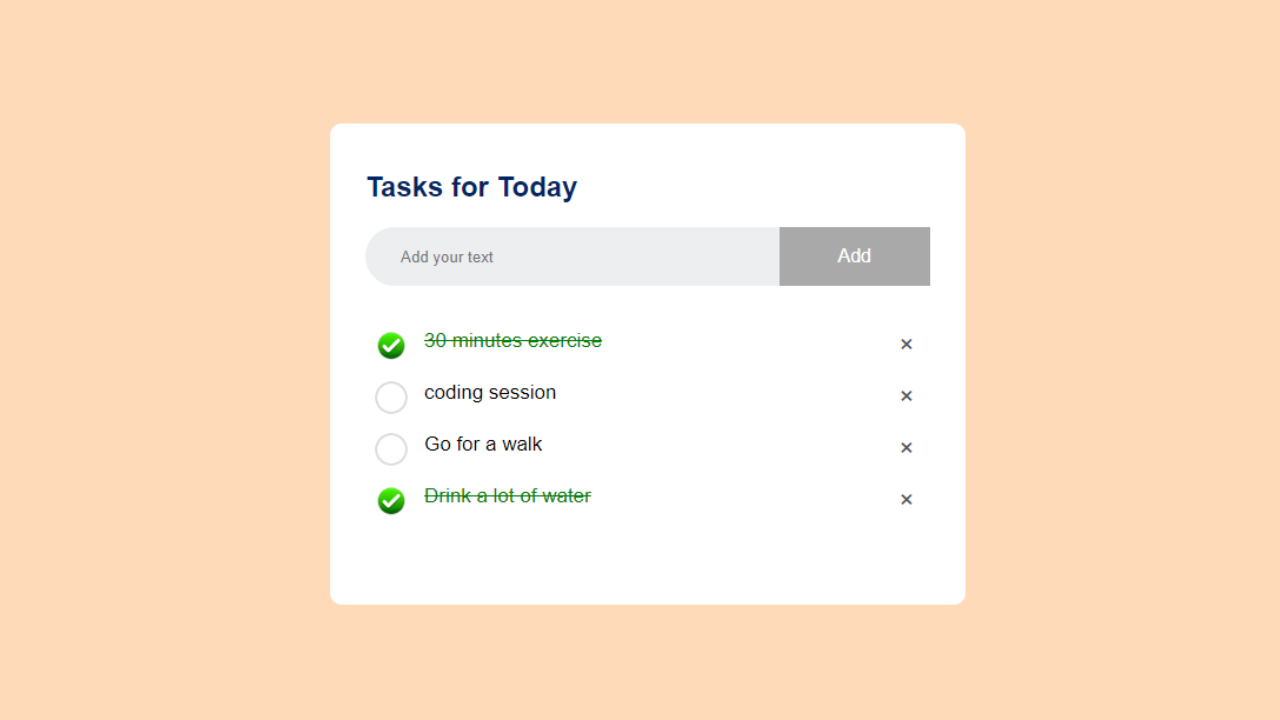 Tasks for Today
Add your text
Add
30 minutes exercise
coding session
Go for a walk
Drink a lot of water